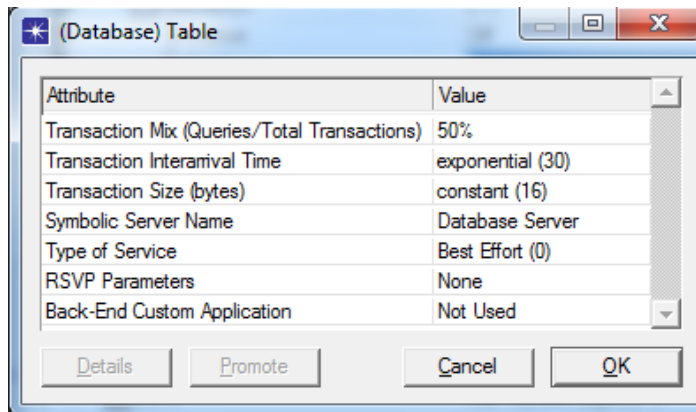 (Database) Table
Attribute Value
Transaction Mix (Queries/Total Transactions) 50%
Transaction Interarrival Time exponential (30)
Transaction Size (bytes) constant (16)
Symbolic Server Name Database Server
Type of Service Best Effort (0)
RSVP Parameters None
Back-End Custom Application Not Used
Details Promote Cancel OK